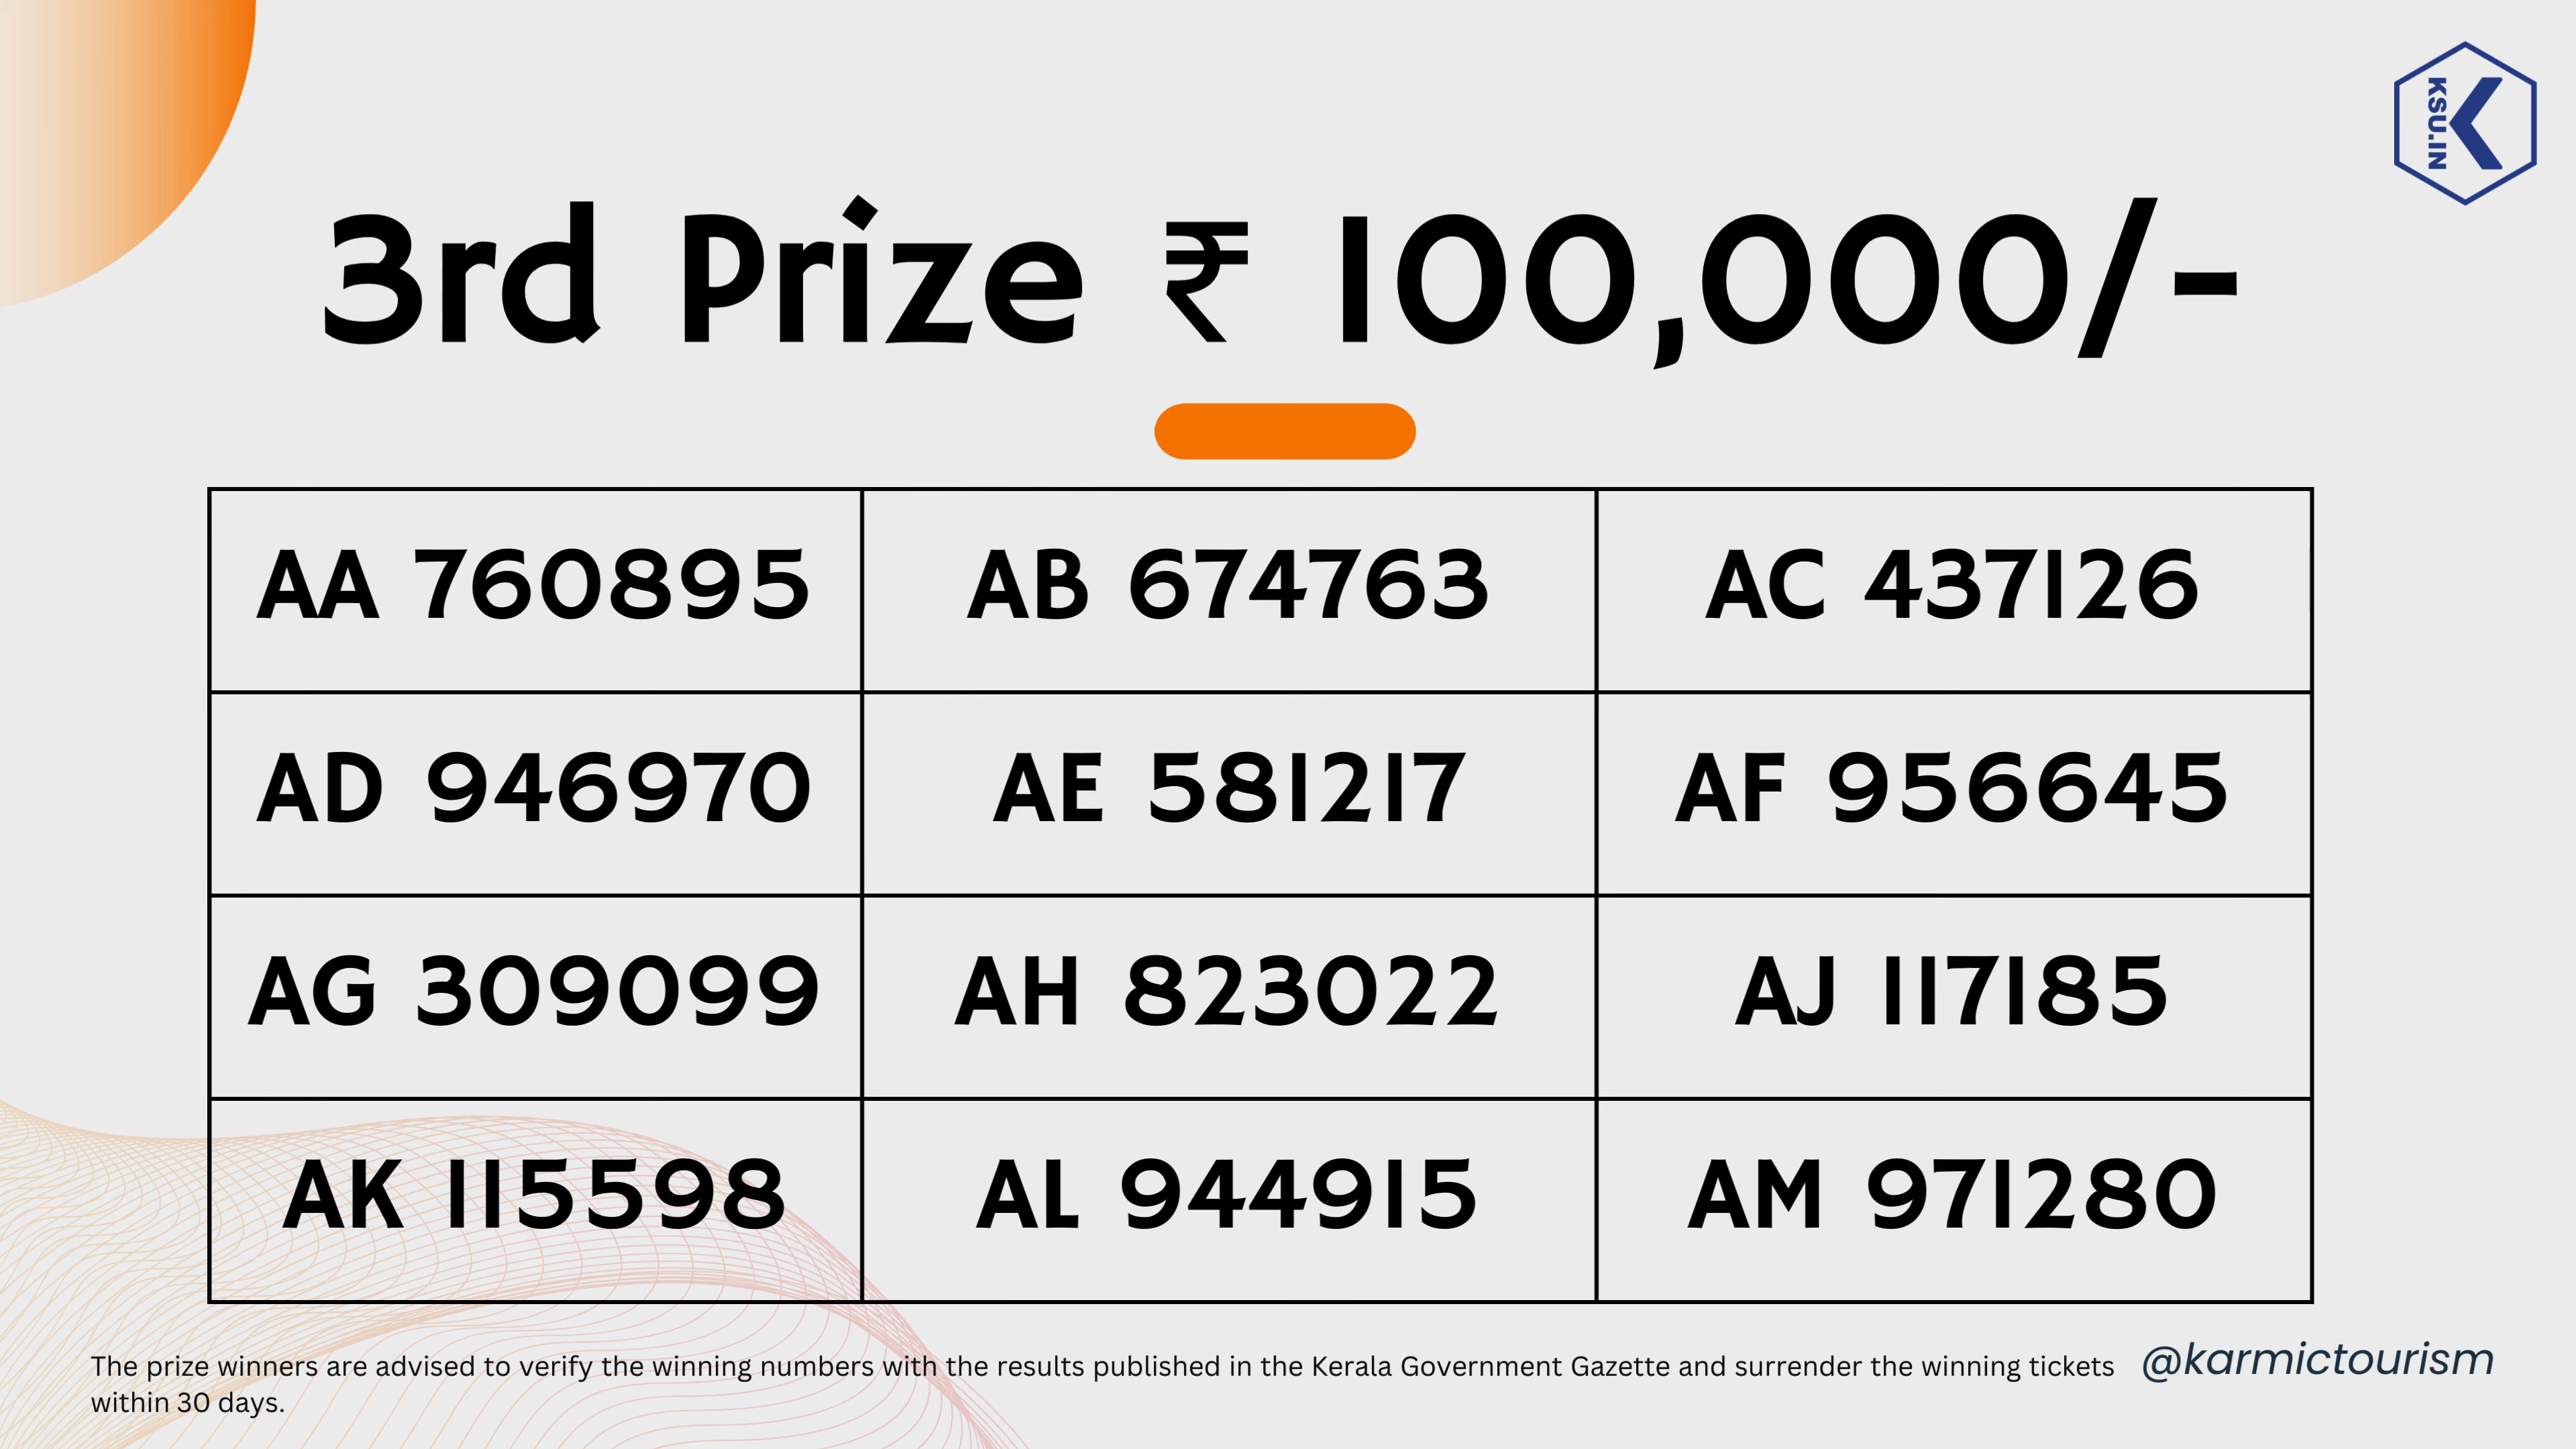 KSU.IN
3rd Prize ₹ 100,000/-
AA 760895 AB 674763 AC 437126
AD 946970 AE 581217 AF 956645
AG 309099 AH 823022 AJ 117185
AK 115598 AL 944915 AM 971280
The prize winners are advised to verify the winning numbers with the results published in the Kerala Government Gazette and surrender the winning tickets
within 30 days.
@karmictourism